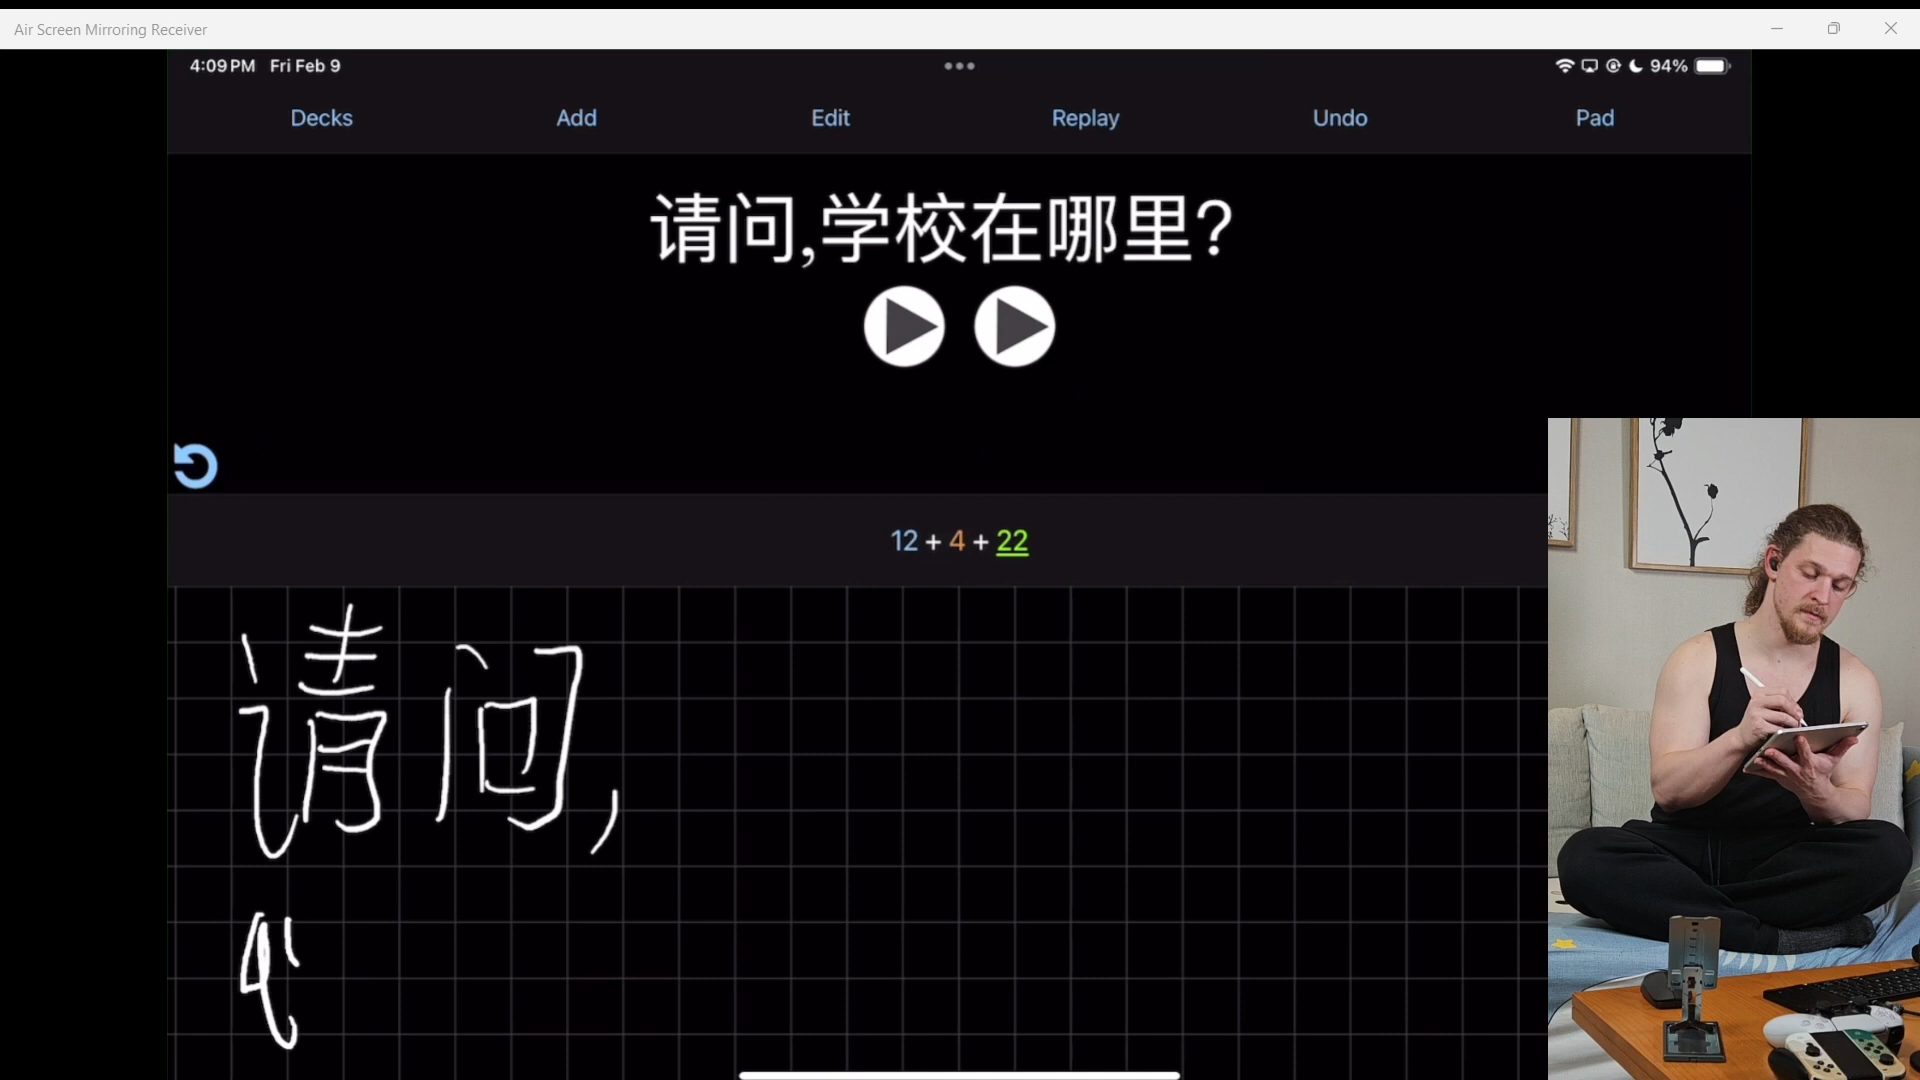 Air Screen Mirroring Receiver
4:09 PM Fri Feb 9
94%
Decks Add Edit Replay Undo Pad
请问,学校在哪里?
12 + 4 + 22
请问,